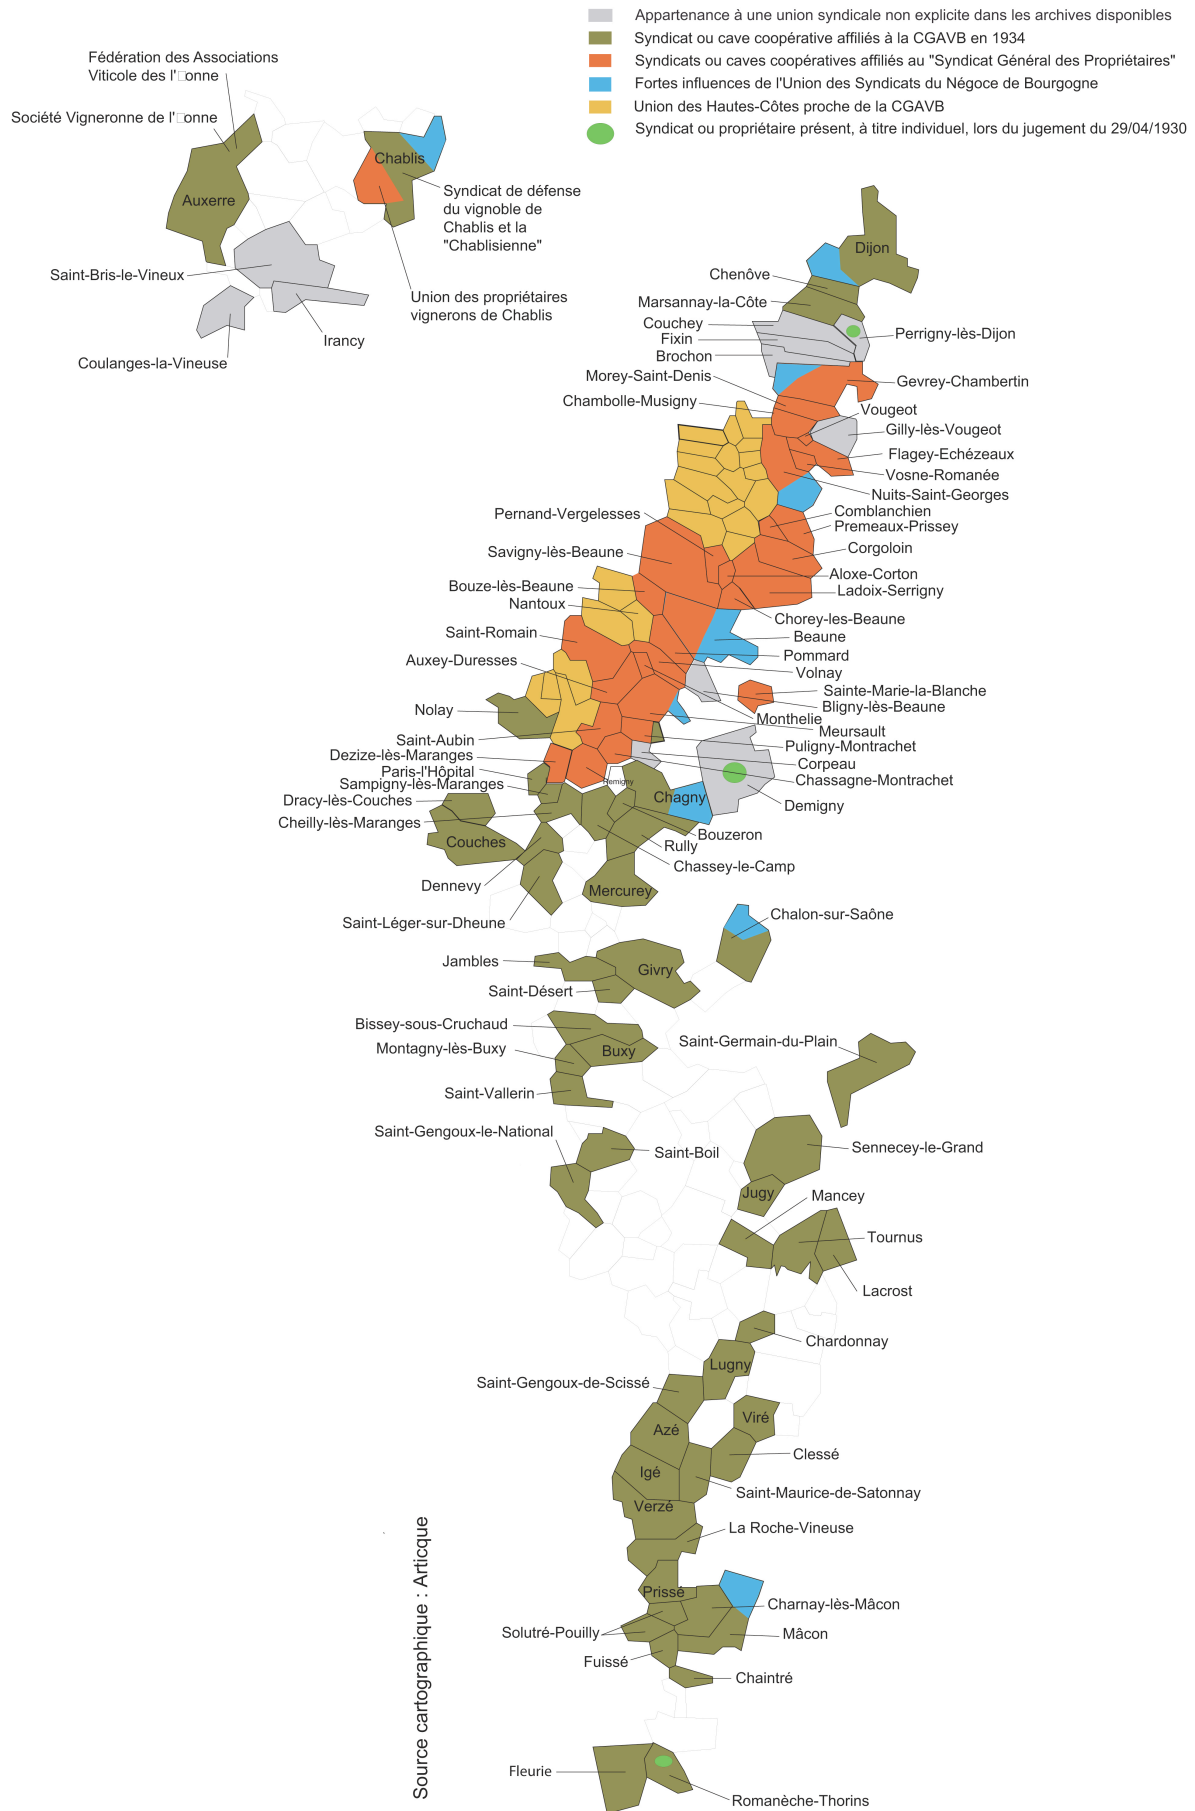 Appartenance à une union syndicale non explicite dans les archives disponibles
Syndicat ou cave coopérative affiliés à la CGAVB en 1934
Syndicats ou caves coopératives affiliés au "Syndicat Général des Propriétaires"
Fortes influences de l'Union des Syndicats du Négoce de Bourgogne
Union des Hautes-Côtes proche de la CGAVB
Syndicat ou propriétaire présent, à titre individuel, lors du jugement du 29/04/1930
Fédération des Associations
Viticole des l'□onne
Société Vigneronne de l'□onne
Auxerre
Chablis
Syndicat de défense
du vignoble de
Chablis et la
"Chablisienne"
Saint-Bris-le-Vineux
Union des propriétaires
vignerons de Chablis
Irancy
Coulanges-la-Vineuse
Dijon
Chenôve
Marsannay-la-Côte
Couchey
Perrigny-lès-Dijon
Fixin
Brochon
Morey-Saint-Denis
Gevrey-Chambertin
Chambolle-Musigny
Vougeot
Gilly-lès-Vougeot
Flagey-Echézeaux
Vosne-Romanée
Nuits-Saint-Georges
Pernand-Vergelesses
Comblanchien
Premeaux-Prissey
Savigny-lès-Beaune
Corgoloin
Aloxe-Corton
Bouze-lès-Beaune
Ladoix-Serrigny
Nantoux
Chorey-les-Beaune
Saint-Romain
Beaune
Pommard
Auxey-Duresses
Volnay
Sainte-Marie-la-Blanche
Bligny-lès-Beaune
Nolay
Monthelie
Meursault
Saint-Aubin
Puligny-Montrachet
Dezize-lès-Maranges
Corpeau
Paris-l'Hôpital
Chassagne-Montrachet
Sampigny-lès-Maranges
Remigny
Dracy-lès-Couches
Chagny
Demigny
Cheilly-lès-Maranges
Bouzeron
Couches
Rully
Chassey-le-Camp
Dennevy
Mercurey
Saint-Léger-sur-Dheune
Chalon-sur-Saône
Jambles
Givry
Saint-Désert
Bissey-sous-Cruchaud
Saint-Germain-du-Plain
Montagny-lès-Buxy
Buxy
Saint-Vallerin
Saint-Gengoux-le-National
Saint-Boil
Sennecey-le-Grand
Jugy
Mancey
Tournus
Lacrost
Chardonnay
Lugny
Saint-Gengoux-de-Scissé
Viré
Azé
Clessé
Igé
Saint-Maurice-de-Satonnay
Verzé
La Roche-Vineuse
Prissé
Charnay-lès-Mâcon
Solutré-Pouilly
Mâcon
Fuissé
Chaintré
Fleurie
Romanèche-Thorins
Source cartographique : Articque